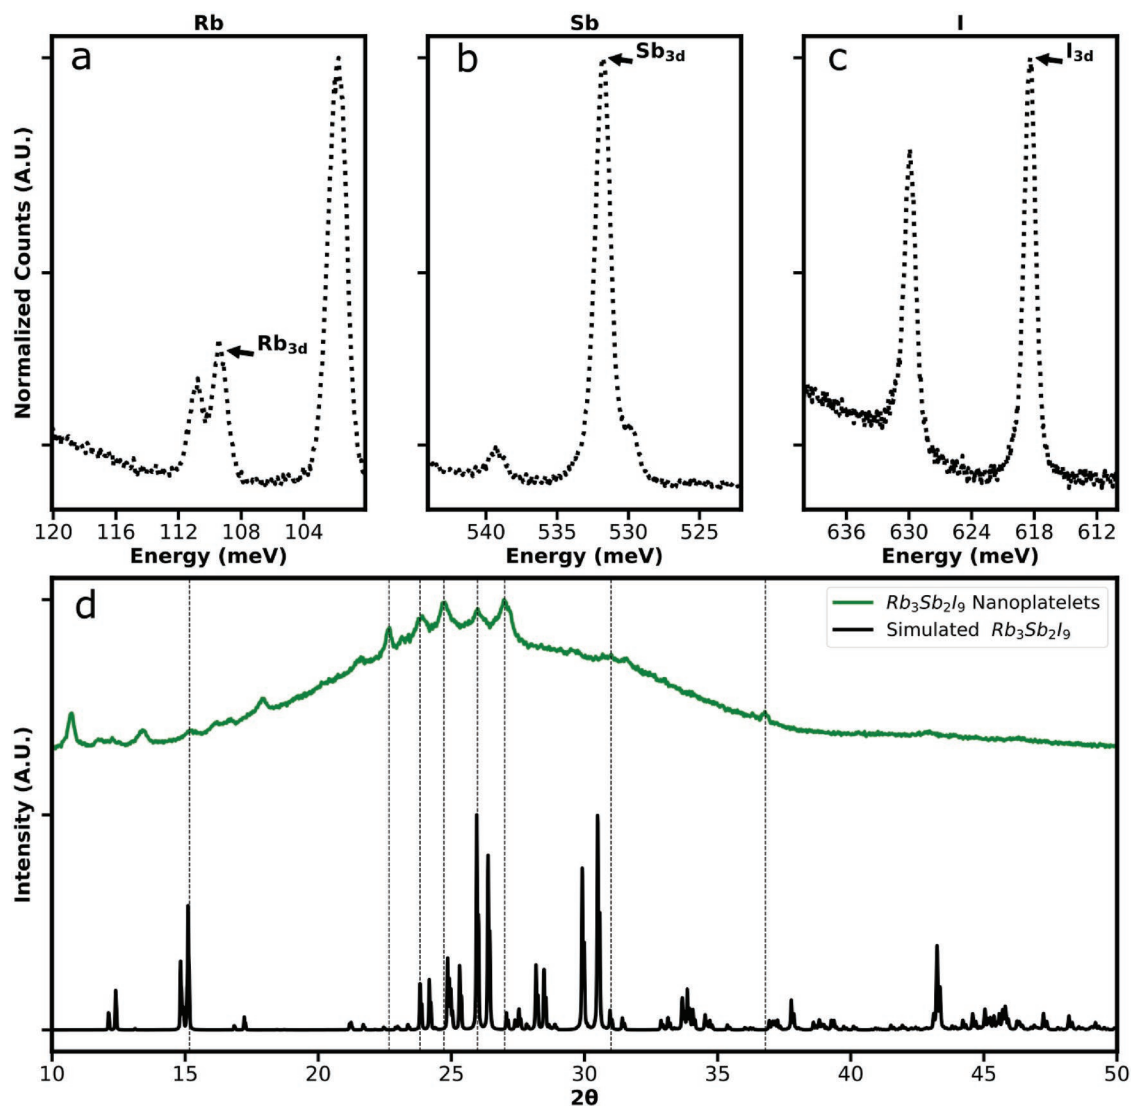 Rb
Sb
I
a
b
c
Rb3d
Sb3d
I3d
Normalized Counts (A.U.)
120 116 112 108 104
540 535 530 525
636 630 624 618 612
Energy (meV)
Energy (meV)
Energy (meV)
d
Rb3Sb2I9 Nanoplatelets
Simulated Rb3Sb2I9
Intensity (A.U.)
10 15 20 25 30 35 40 45 50
2θ